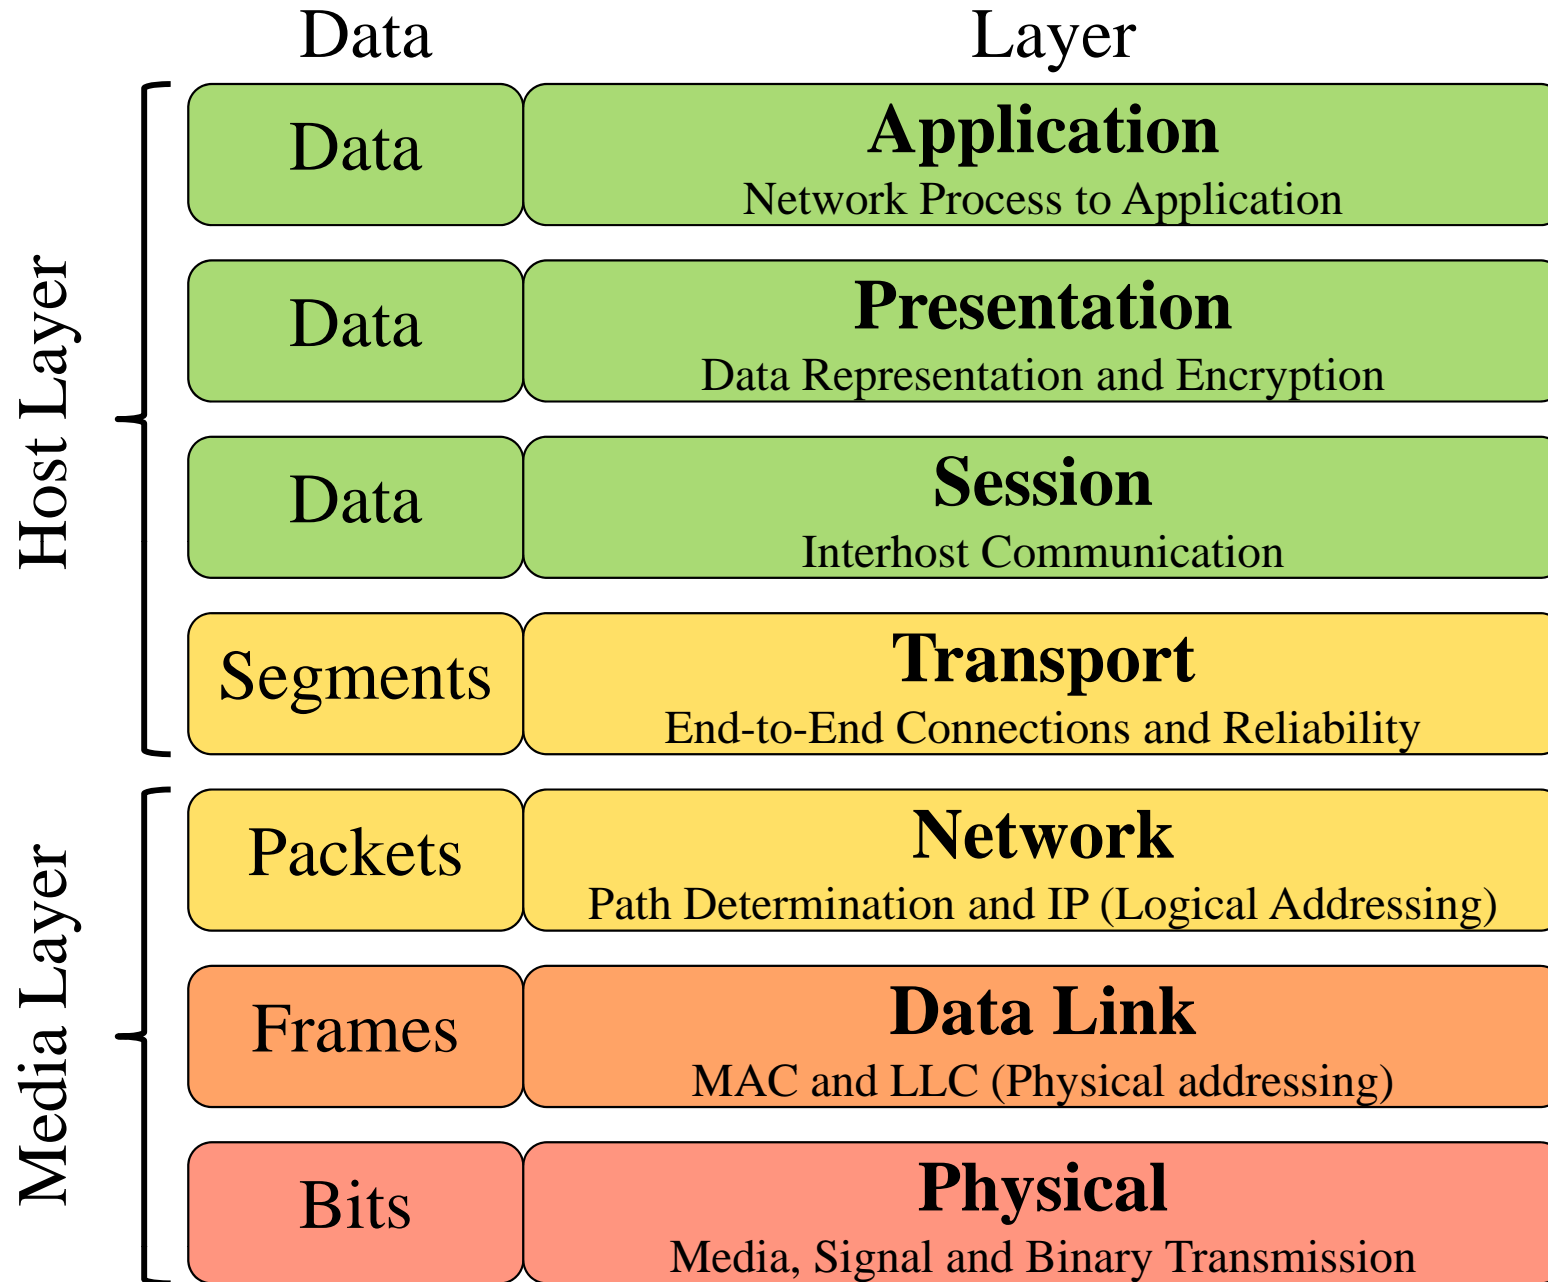 Data
Layer
Host Layer
Data
Application
Network Process to Application
Data
Presentation
Data Representation and Encryption
Data
Session
Interhost Communication
Segments
Transport
End-to-End Connections and Reliability
Media Layer
Packets
Network
Path Determination and IP (Logical Addressing)
Frames
Data Link
MAC and LLC (Physical addressing)
Bits
Physical
Media, Signal and Binary Transmission